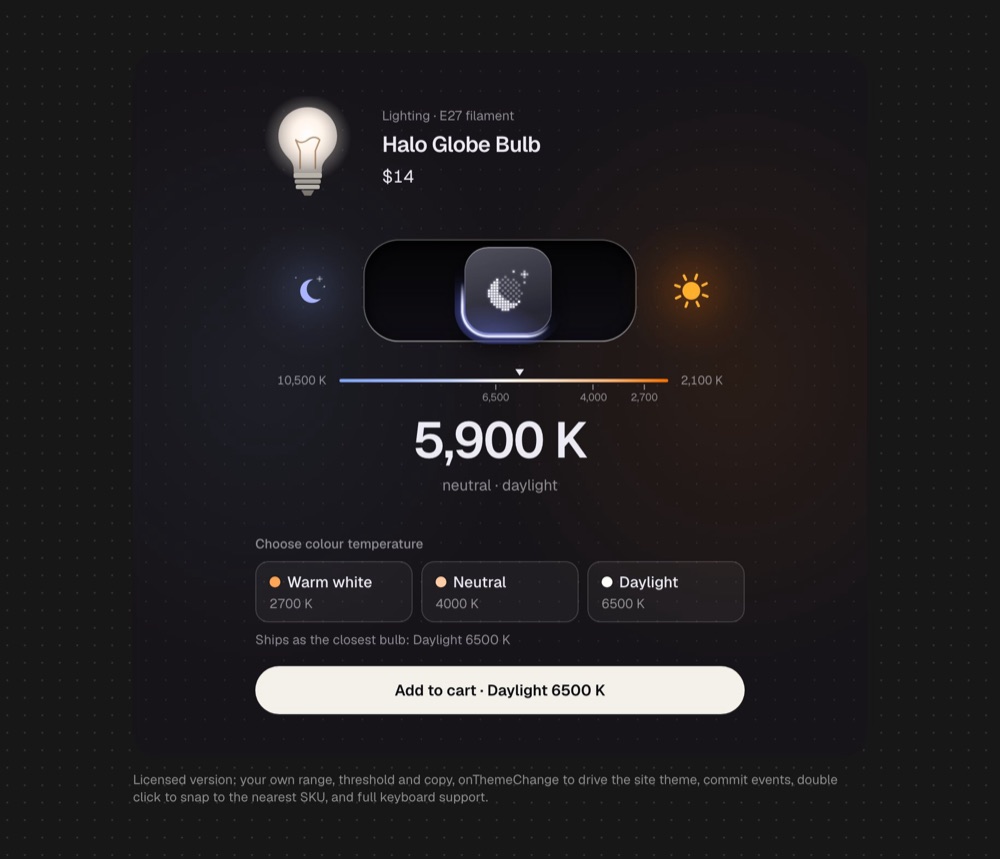 Lighting · E27 filament
Halo Globe Bulb
$14
10,500 K
2,100 K
6,500
4,000
2,700
5,900 K
neutral · daylight
Choose colour temperature
Warm white
2700 K
Neutral
4000 K
Daylight
6500 K
Ships as the closest bulb: Daylight 6500 K
Add to cart · Daylight 6500 K
Licensed version: your own range, threshold and copy, onThemeChange to drive the site theme, commit events, double
click to snap to the nearest SKU, and full keyboard support.